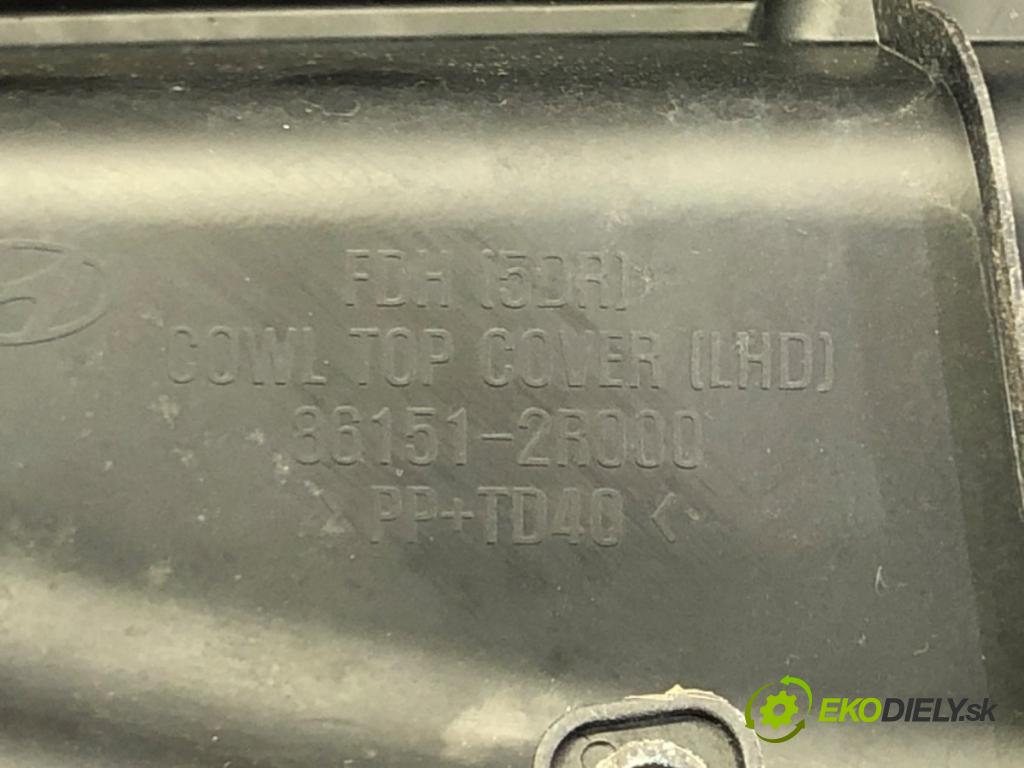 FDH (5DR)
COWL TOP COVER (LHD)
86151-2R000
> PP+TD40 <
EKODIELY.sk